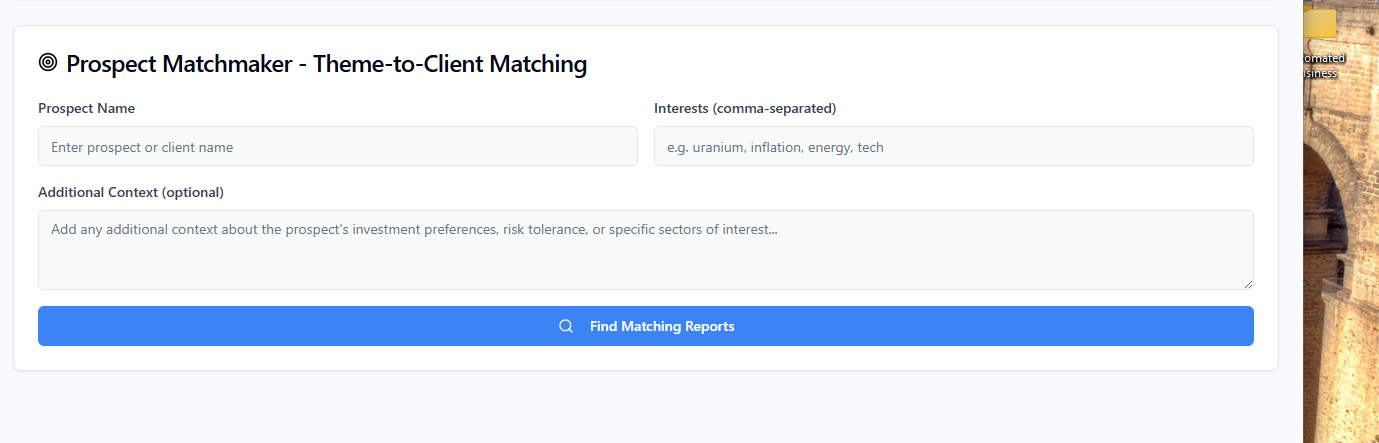 Prospect Matchmaker - Theme-to-Client Matching
Prospect Name
Interests (comma-separated)
Enter prospect or client name
e.g. uranium, inflation, energy, tech
Additional Context (optional)
Add any additional context about the prospect's investment preferences, risk tolerance, or specific sectors of interest...
Find Matching Reports